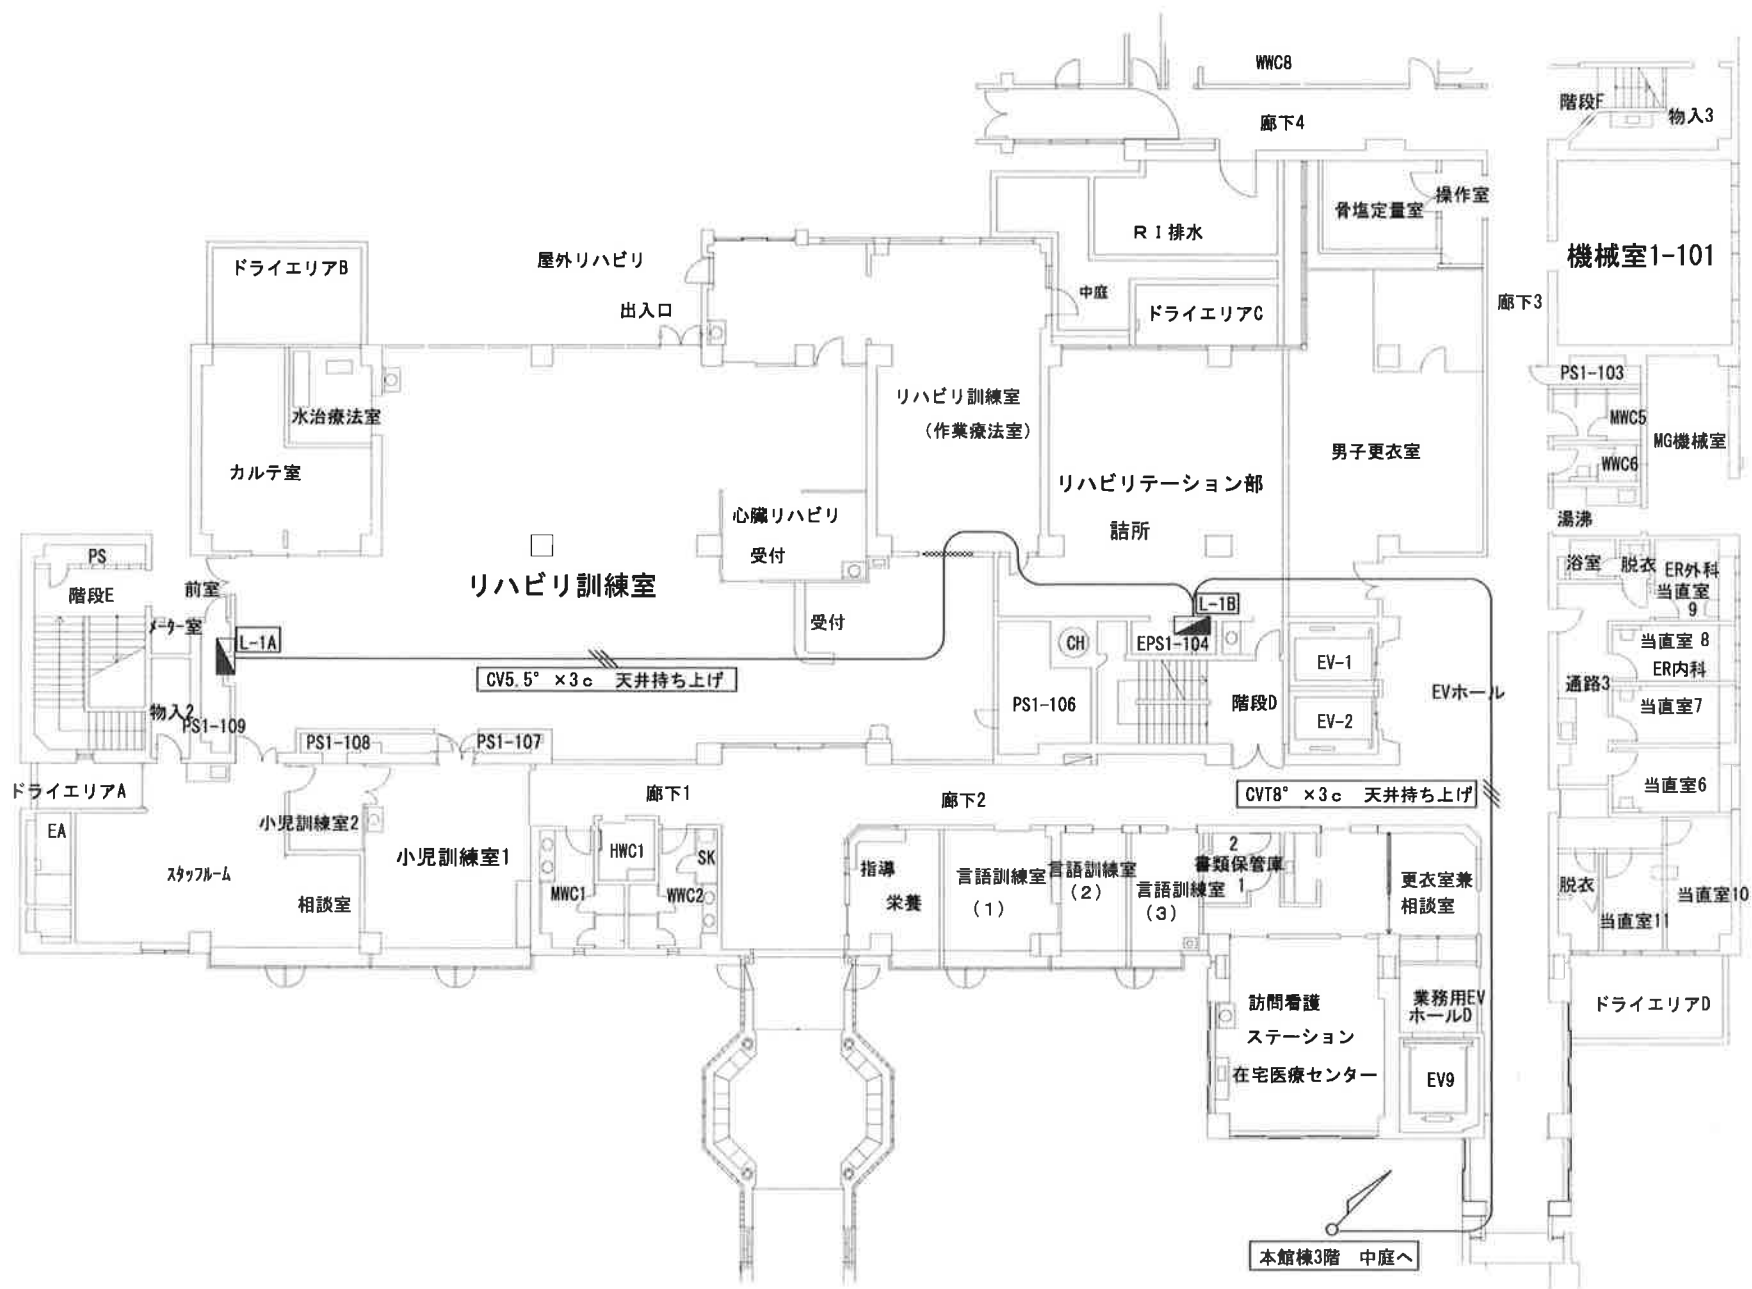 WWC8
階段F
物入3
廊下4
骨塩定量室
操作室
RI排水
機械室1-101
屋外リハビリ
ドライエリアB
中庭
廊下3
出入口
ドライエリアC
PS1-103
リハビリ訓練室
(作業療法室)
水治療法室
MWC5
MG機械室
男子更衣室
カルテ室
WWC6
リハビリテーション部
詰所
心臓リハビリ
受付
湯沸
PS
浴室
脱衣
ER外科
当直室
9
リハビリ訓練室
前室
階段E
L-1B
受付
メーター室
L-1A
CH
EPS1-104
当直室 8
EV-1
ER内科
CV5.5° ×3c 天井持ち上げ
通路3
EVホール
PS1-106
階段D
当直室7
物入2
PS1-109
EV-2
PS1-108
PS1-107
当直室6
ドライエリアA
廊下1
廊下2
CVT8° ×3c 天井持ち上げ
EA
小児訓練室2
小児訓練室1
HWC1
SK
2
書類保管庫
1
指導
栄養
言語訓練室
(1)
言語訓練室
(2)
言語訓練室
(3)
更衣室兼
相談室
スタッフルーム
相談室
MWC1
WWC2
脱衣
当直室10
当直室11
訪問看護
ステーション
在宅医療センター
業務用EV
ホールD
ドライエリアD
EV9
本館棟3階 中庭へ